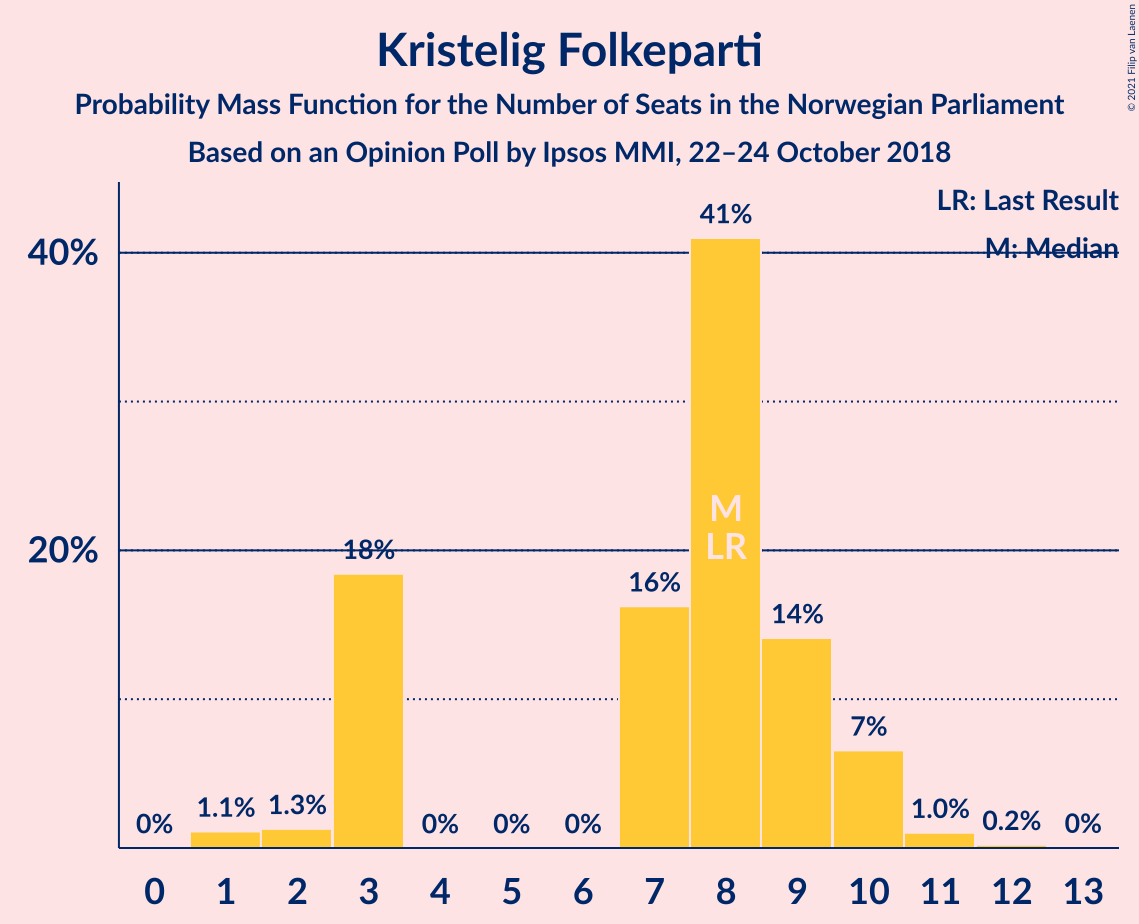 Kristelig Folkeparti
Probability Mass Function for the Number of Seats in the Norwegian Parliament
Based on an Opinion Poll by Ipsos MMI, 22–24 October 2018
© 2021 Filip van Laenen
LR: Last Result
M: Median
40%
20%
0%
1.1%
1.3%
18%
0%
0%
0%
16%
41%
M
LR
14%
7%
1.0%
0.2%
0%
0 1 2 3 4 5 6 7 8 9 10 11 12 13